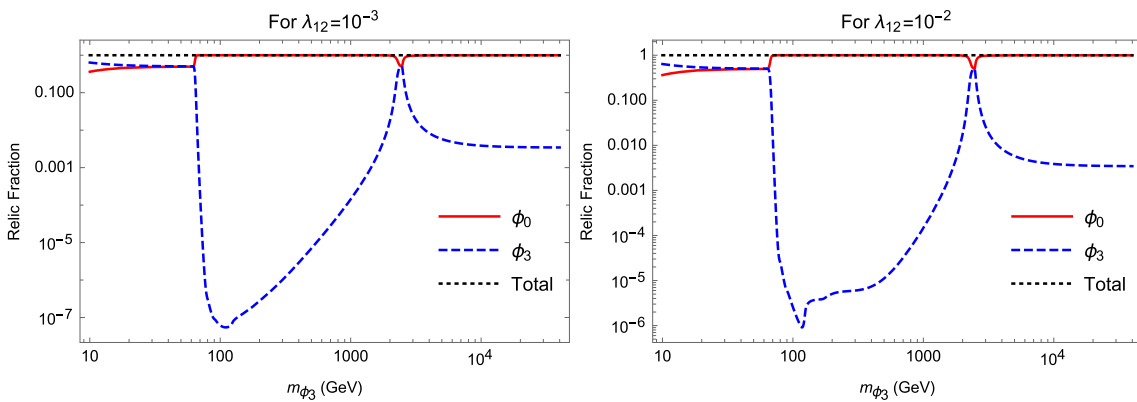 For λ₁₂=10⁻³
Relic Fraction
0.100
0.001
10⁻⁵
10⁻⁷
ϕ₀
ϕ₃
Total
10
100
1000
10⁴
m_ϕ₃ (GeV)
For λ₁₂=10⁻²
Relic Fraction
1
0.100
0.010
0.001
10⁻⁴
10⁻⁵
10⁻⁶
ϕ₀
ϕ₃
Total
10
100
1000
10⁴
m_ϕ₃ (GeV)